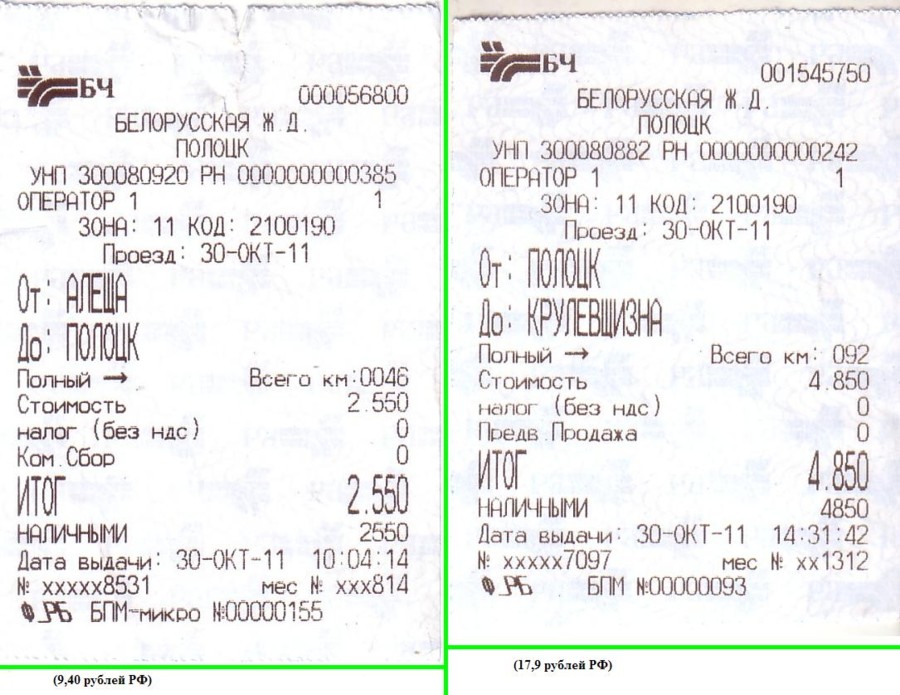 БЧ
000056800
БЕЛОРУССКАЯ Ж.Д.
ПОЛОЦК
УНП 300080920 РН 0000000000385
ОПЕРАТОР 1 1
ЗОНА: 11 КОД: 2100190
Проезд: 30-ОКТ-11
От: АЛЕЩА
До: ПОЛОЦК
Полный → Всего км:0046
Стоимость 2.550
налог (без ндс) 0
Ком.Сбор 0
ИТОГ 2.550
НАЛИЧНЫМИ 2550
Дата выдачи: 30-ОКТ-11 10:04:14
№ xxxxx8531 мес № xxx814
Ф_РБ БПМ-микро №00000155
(9,40 рублей РФ)
БЧ
001545750
БЕЛОРУССКАЯ Ж.Д.
ПОЛОЦК
УНП 300080882 РН 0000000000242
ОПЕРАТОР 1 1
ЗОНА: 11 КОД: 2100190
Проезд: 30-ОКТ-11
От: ПОЛОЦК
До: КРУЛЕВЩИЗНА
Полный → Всего км: 092
Стоимость 4.850
налог (без ндс) 0
Предв.Продажа 0
ИТОГ 4.850
НАЛИЧНЫМИ 4850
Дата выдачи: 30-ОКТ-11 14:31:42
№ xxxxx7097 мес № xx1312
Ф_РБ БПМ №00000093
(17,9 рублей РФ)